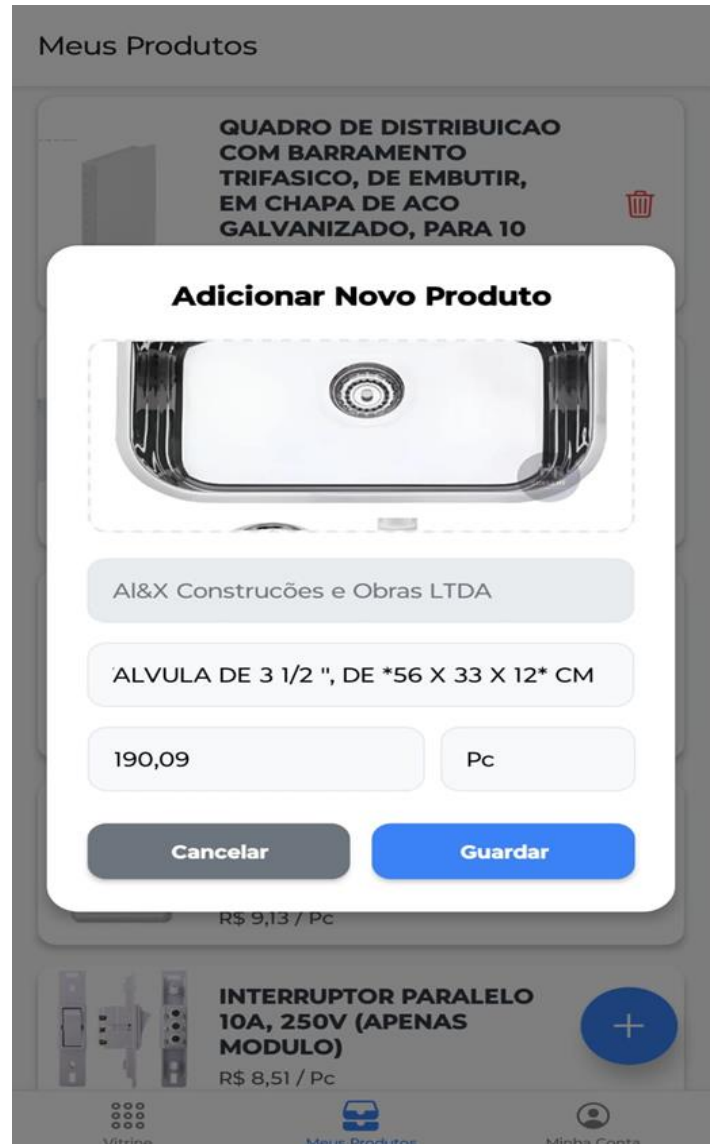 Meus Produtos
QUADRO DE DISTRIBUICAO
COM BARRAMENTO
TRIFASICO, DE EMBUTIR,
EM CHAPA DE ACO
GALVANIZADO, PARA 10
Adicionar Novo Produto
Al&X Construcões e Obras LTDA
ALVULA DE 3 1/2 ", DE *56 X 33 X 12* CM
190,09
Pc
Cancelar
Guardar
R$ 9,13 / Pc
INTERRUPTOR PARALELO
10A, 250V (APENAS
MODULO)
R$ 8,51 / Pc
+
Vitrine
Meus Produtos
Minha Conta